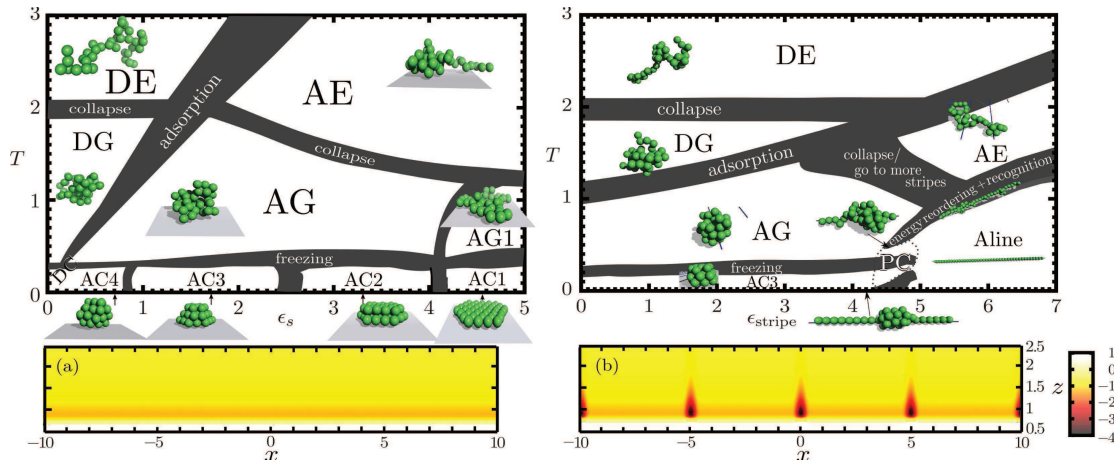 3
2
1
0
T
DE
AE
collapse
adsorption
DG
collapse
AG
AG1
DC
freezing
AC4
AC3
AC2
AC1
1
2
3
4
5
ϵs
3
2
1
0
T
DE
collapse
DG
adsorption
collapse/
go to more
stripes
AE
energy reordering + recognition
AG
Aline
PC
freezing
AC3
0
1
2
3
4
5
6
7
ϵstripe
(a)
−10
−5
0
5
10
x
(b)
−10
−5
0
5
10
x
2.5
2
1.5
1
0.5
z
1
0
−1
−2
−3
−4